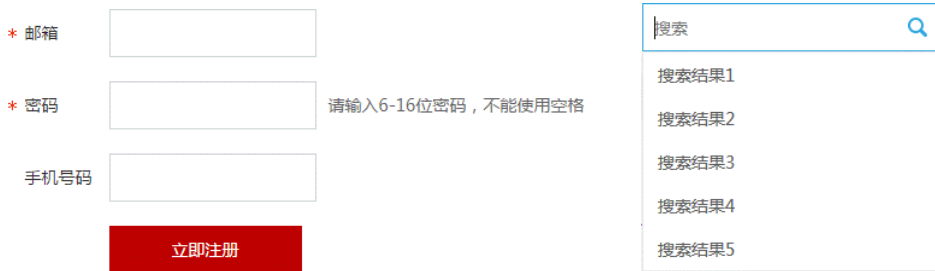 * 邮箱
* 密码 请输入6-16位密码，不能使用空格
手机号码
立即注册
搜索
搜索结果1
搜索结果2
搜索结果3
搜索结果4
搜索结果5